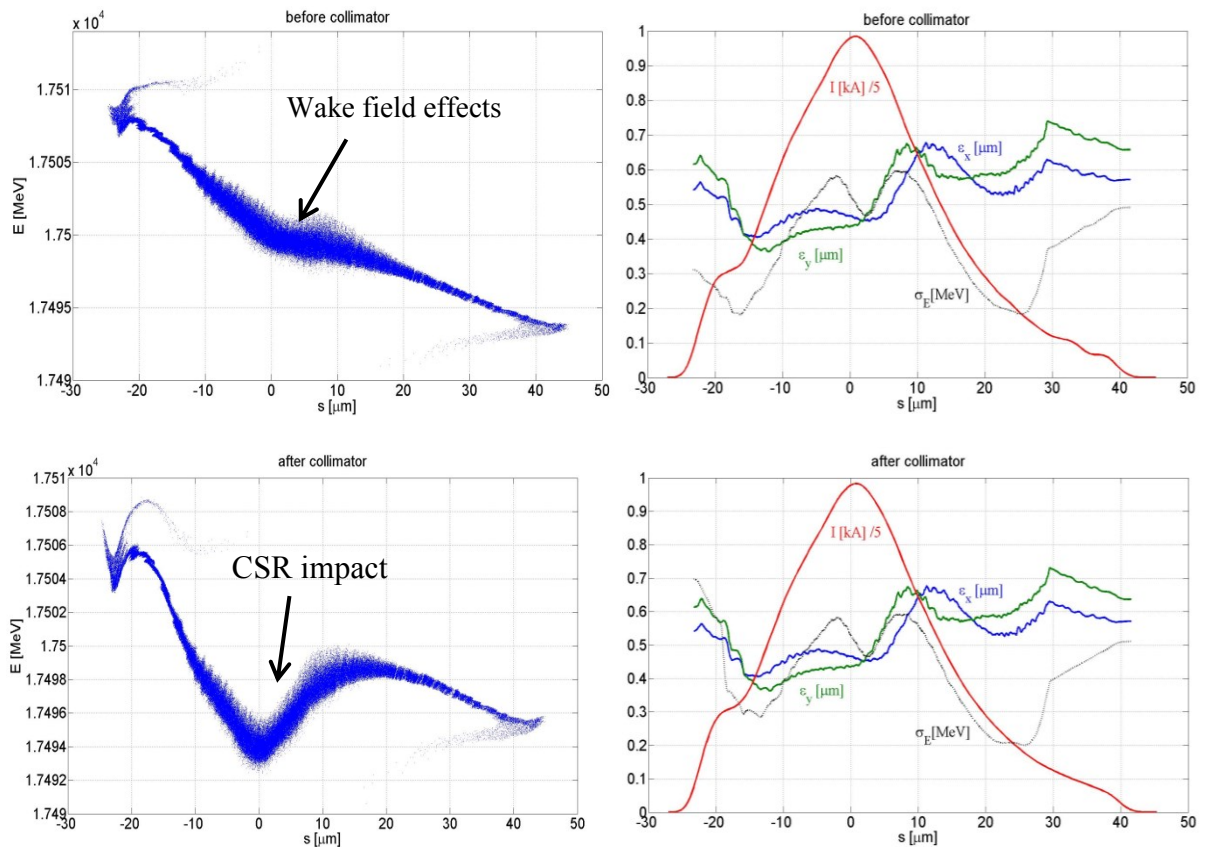 before collimator
x 10⁴
1.751
1.7505
1.75
1.7495
1.749
E [MeV]
Wake field effects
-30 -20 -10 0 10 20 30 40 50
s [μm]
before collimator
1
0.9
0.8
0.7
0.6
0.5
0.4
0.3
0.2
0.1
0
I [kA] /5
ε_x [μm]
ε_y [μm]
σ_E[MeV]
-30 -20 -10 0 10 20 30 40 50
s [μm]
after collimator
x 10⁴
1.751
1.7508
1.7506
1.7504
1.7502
1.75
1.7498
1.7496
1.7494
1.7492
1.749
E [MeV]
CSR impact
-30 -20 -10 0 10 20 30 40 50
s [μm]
after collimator
1
0.9
0.8
0.7
0.6
0.5
0.4
0.3
0.2
0.1
0
I [kA] /5
ε_x [μm]
ε_y [μm]
σ_E[MeV]
-30 -20 -10 0 10 20 30 40 50
s [μm]